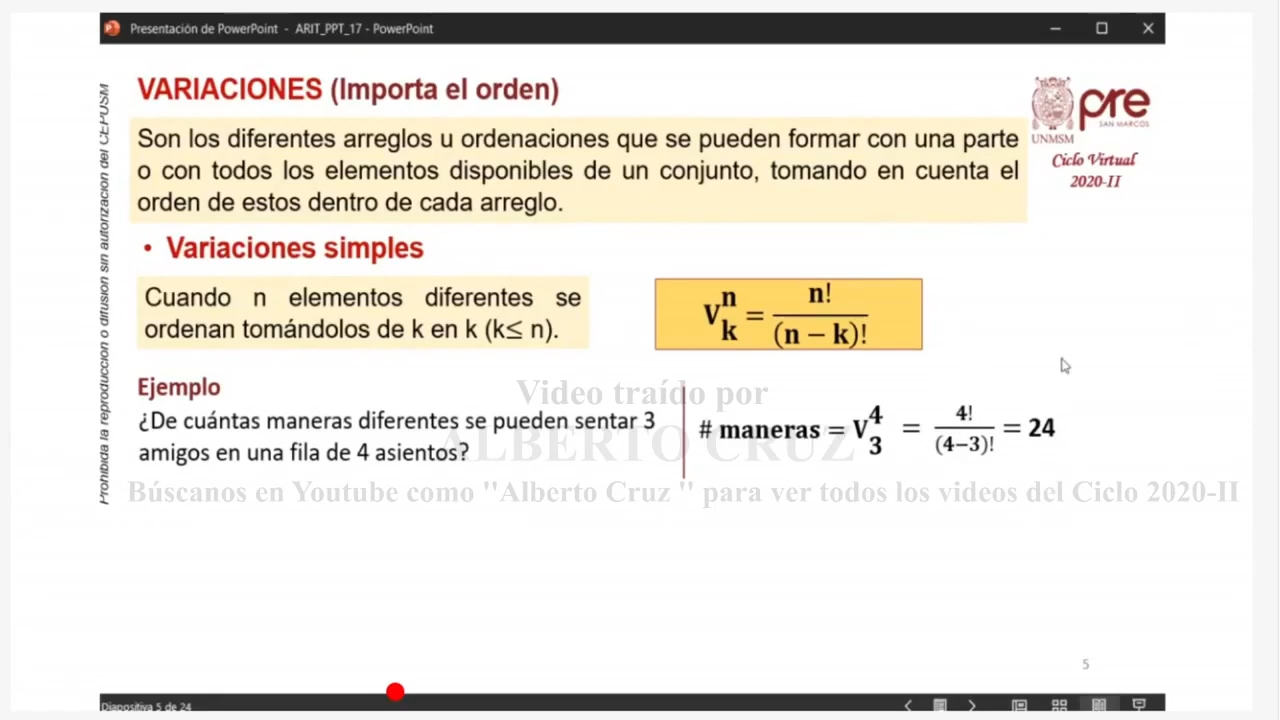 Presentación de PowerPoint - ARIT_PPT_17 - PowerPoint
VARIACIONES (Importa el orden)
Son los diferentes arreglos u ordenaciones que se pueden formar con una parte
o con todos los elementos disponibles de un conjunto, tomando en cuenta el
orden de estos dentro de cada arreglo.
pre
SAN MARCOS
UNMSM
Ciclo Virtual
2020-II
Prohibida la reproduccion o difusion sin autorizacion del CEPUSM
• Variaciones simples
Cuando n elementos diferentes se
ordenan tomándolos de k en k (k≤ n).
V^n_k = n! / (n − k)!
Ejemplo
¿De cuántas maneras diferentes se pueden sentar 3
amigos en una fila de 4 asientos?
# maneras = V^4_3 = 4! / (4−3)! = 24
Video traído por
ALBERTO CRUZ
Búscanos en Youtube como "Alberto Cruz " para ver todos los videos del Ciclo 2020-II
5
Diapositiva 5 de 24